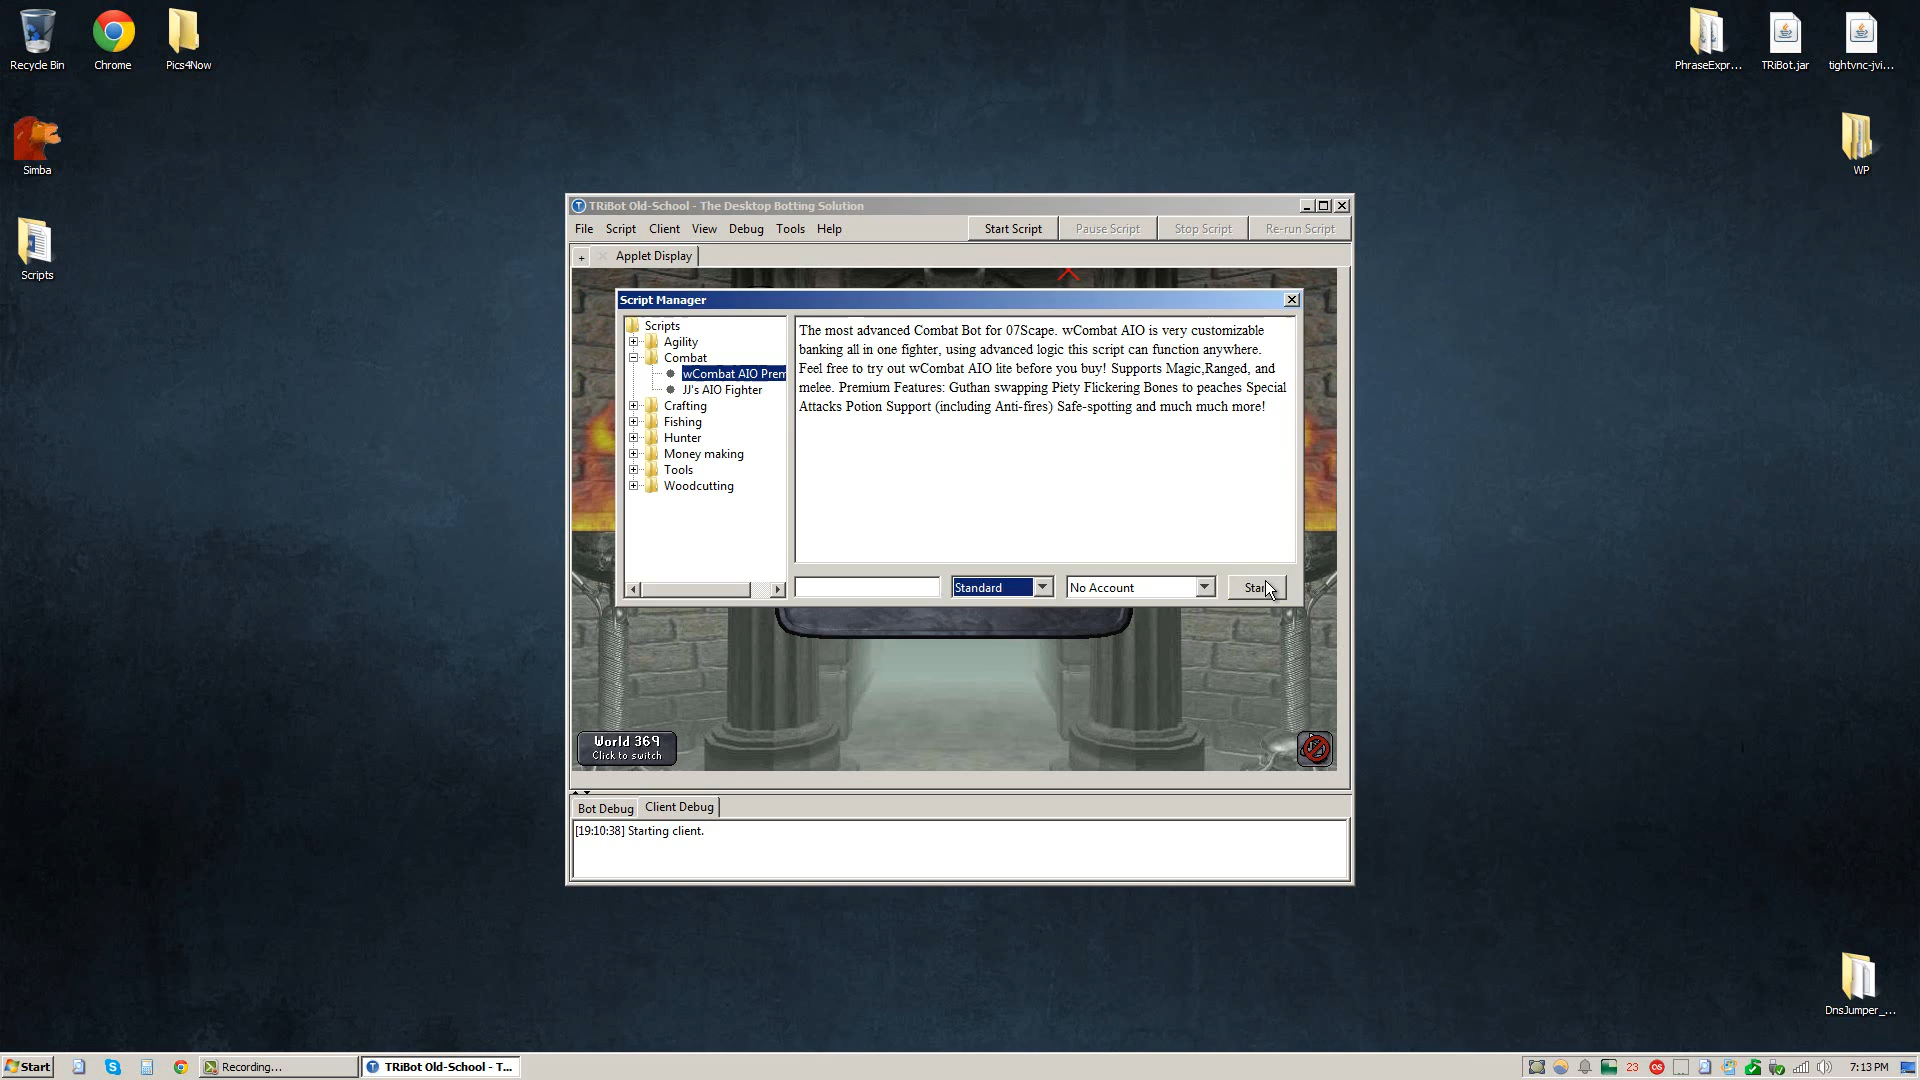 Recycle Bin
Chrome
Pics4Now
PhraseExpr...
TRiBot.jar
tightvnc-jvi...
Simba
WP
Scripts
TRiBot Old-School - The Desktop Botting Solution
File Script Client View Debug Tools Help
Start Script
Pause Script
Stop Script
Re-run Script
+
Applet Display
Script Manager
Scripts
Agility
Combat
wCombat AIO Prem
JJ's AIO Fighter
Crafting
Fishing
Hunter
Money making
Tools
Woodcutting
The most advanced Combat Bot for 07Scape. wCombat AIO is very customizable
banking all in one fighter, using advanced logic this script can function anywhere.
Feel free to try out wCombat AIO lite before you buy! Supports Magic,Ranged, and
melee. Premium Features: Guthan swapping Piety Flickering Bones to peaches Special
Attacks Potion Support (including Anti-fires) Safe-spotting and much much more!
Standard
No Account
Start
World 369
Click to switch
Bot Debug
Client Debug
[19:10:38] Starting client.
DnsJumper_...
Start
Recording...
TRiBot Old-School - T...
23
7:13 PM